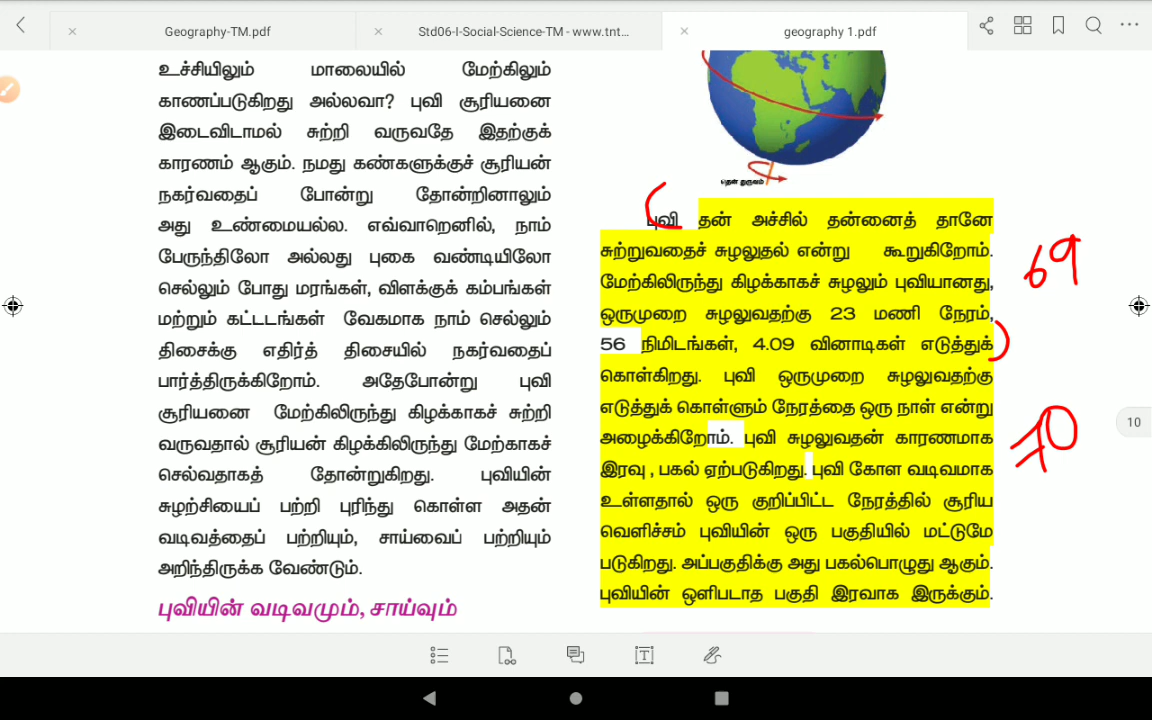 Geography-TM.pdf
Std06-I-Social-Science-TM - www.tnt...
geography 1.pdf
உச்சியிலும் மாலையில் மேற்கிலும்
காணப்படுகிறது அல்லவா? புவி சூரியனை
இடைவிடாமல் சுற்றி வருவதே இதற்குக்
காரணம் ஆகும். நமது கண்களுக்குச் சூரியன்
நகர்வதைப் போன்று தோன்றினாலும்
அது உண்மையல்ல. எவ்வாறெனில், நாம்
பேருந்திலோ அல்லது புகை வண்டியிலோ
செல்லும் போது மரங்கள், விளக்குக் கம்பங்கள்
மற்றும் கட்டடங்கள் வேகமாக நாம் செல்லும்
திசைக்கு எதிர்த் திசையில் நகர்வதைப்
பார்த்திருக்கிறோம். அதேபோன்று புவி
சூரியனை மேற்கிலிருந்து கிழக்காகச் சுற்றி
வருவதால் சூரியன் கிழக்கிலிருந்து மேற்காகச்
செல்வதாகத் தோன்றுகிறது. புவியின்
சுழற்சியைப் பற்றி புரிந்து கொள்ள அதன்
வடிவத்தைப் பற்றியும், சாய்வைப் பற்றியும்
அறிந்திருக்க வேண்டும்.
புவியின் வடிவமும், சாய்வும்
தென் துருவம்
புவி தன் அச்சில் தன்னைத் தானே
சுற்றுவதைச் சுழலுதல் என்று கூறுகிறோம்.
மேற்கிலிருந்து கிழக்காகச் சுழலும் புவியானது,
ஒருமுறை சுழலுவதற்கு 23 மணி நேரம்,
56 நிமிடங்கள், 4.09 வினாடிகள் எடுத்துக்
கொள்கிறது. புவி ஒருமுறை சுழலுவதற்கு
எடுத்துக் கொள்ளும் நேரத்தை ஒரு நாள் என்று
அழைக்கிறோம். புவி சுழலுவதன் காரணமாக
இரவு , பகல் ஏற்படுகிறது. புவி கோள வடிவமாக
உள்ளதால் ஒரு குறிப்பிட்ட நேரத்தில் சூரிய
வெளிச்சம் புவியின் ஒரு பகுதியில் மட்டுமே
படுகிறது. அப்பகுதிக்கு அது பகல்பொழுது ஆகும்.
புவியின் ஒளிபடாத பகுதி இரவாக இருக்கும்.
69
70
10